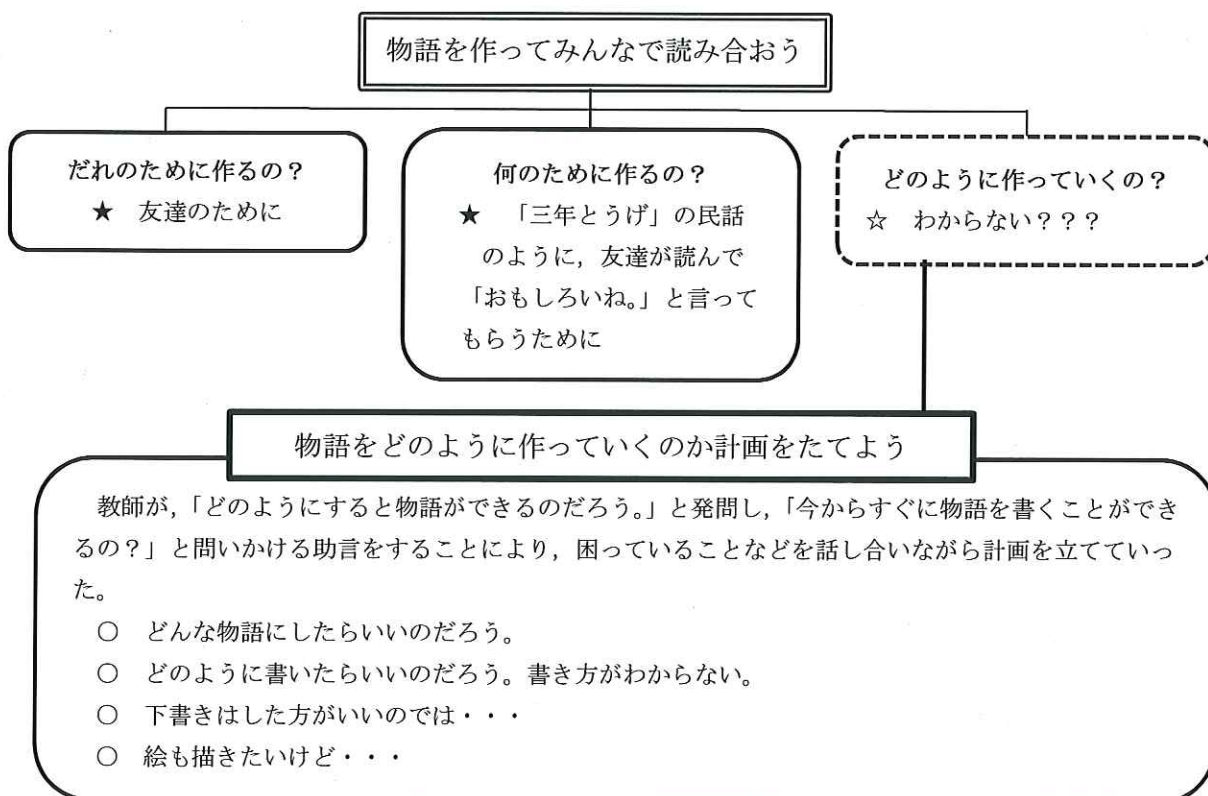 物語を作ってみんなで読み合おう
だれのために作るの？
★　友達のために
何のために作るの？
★　「三年とうげ」の民話
のように，友達が読んで
「おもしろいね。」と言って
もらうために
どのように作っていくの？
☆　わからない？？？
物語をどのように作っていくのか計画をたてよう
教師が，「どのようにすると物語ができるのだろう。」と発問し，「今からすぐに物語を書くことができ
るの？」と問いかける助言をすることにより，困っていることなどを話し合いながら計画を立てていっ
た。
○　どんな物語にしたらいいのだろう。
○　どのように書いたらいいのだろう。書き方がわからない。
○　下書きはした方がいいのでは・・・
○　絵も描きたいけど・・・